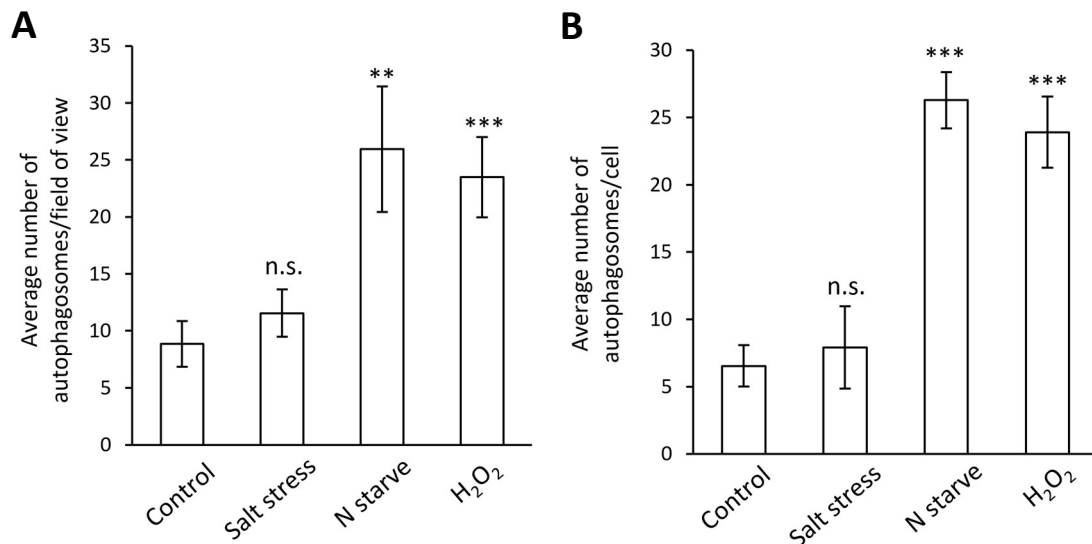 A
Average number of
autophagosomes/field of view
35
30
25
20
15
10
5
0
n.s.
**
***
Control
Salt stress
N starve
H₂O₂
B
Average number of
autophagosomes/cell
30
25
20
15
10
5
0
n.s.
***
***
Control
Salt stress
N starve
H₂O₂